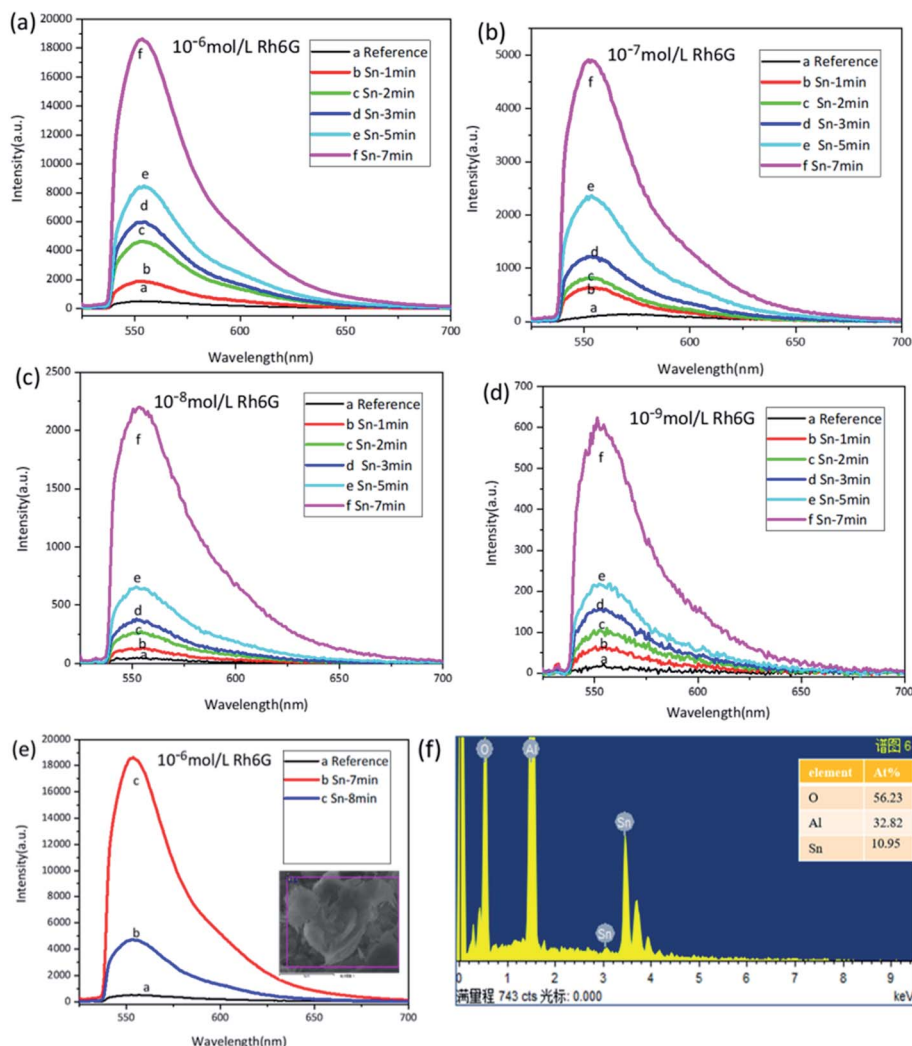 (a)
10⁻⁶mol/L Rh6G
a Reference
b Sn-1min
c Sn-2min
d Sn-3min
e Sn-5min
f Sn-7min
f
e
d
c
b
a
20000
18000
16000
14000
12000
10000
8000
6000
4000
2000
0
Intensity(a.u.)
550
600
650
700
Wavelength(nm)
(b)
10⁻⁷mol/L Rh6G
a Reference
b Sn-1min
c Sn-2min
d Sn-3min
e Sn-5min
f Sn-7min
f
e
d
c
b
a
5000
4000
3000
2000
1000
0
Intensity(a.u.)
550
600
650
700
Wavelength(nm)
(c)
10⁻⁸mol/L Rh6G
a Reference
b Sn-1min
c Sn-2min
d Sn-3min
e Sn-5min
f Sn-7min
f
e
d
c
b
a
2500
2000
1500
1000
500
0
Intensity(a.u.)
550
600
650
700
Wavelength(nm)
(d)
10⁻⁹mol/L Rh6G
a Reference
b Sn-1min
c Sn-2min
d Sn-3min
e Sn-5min
f Sn-7min
f
e
d
c
b
a
700
600
500
400
300
200
100
0
Intensity(a.u.)
550
600
650
700
Wavelength(nm)
(e)
10⁻⁶mol/L Rh6G
a Reference
b Sn-7min
c Sn-8min
c
b
a
20000
18000
16000
14000
12000
10000
8000
6000
4000
2000
0
Intensity(a.u.)
550
600
650
700
Wavelength(nm)
(f)
谱图 6
O
Al
Sn
Sn
element At%
O 56.23
Al 32.82
Sn 10.95
0 1 2 3 4 5 6 7 8 9
满里程 743 cts 光标: 0.000
keV